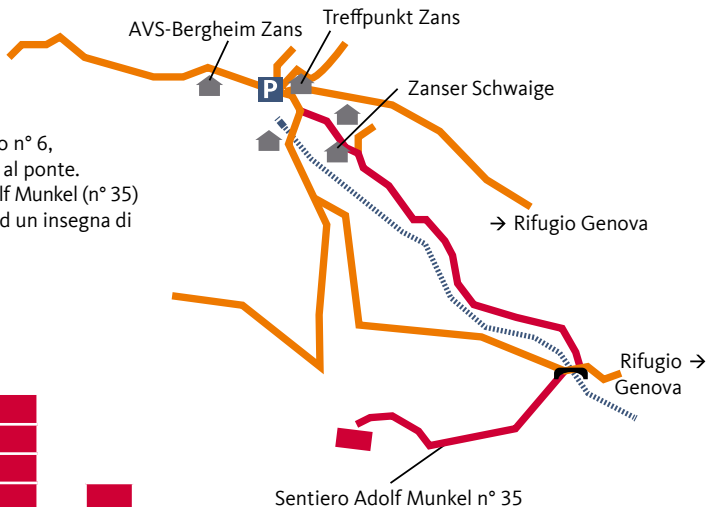 Treffpunkt Zans
AVS-Bergheim Zans
P
Zanser Schwaige
o n° 6,
al ponte.
lf Munkel (n° 35)
d un insegna di
→ Rifugio Genova
Rifugio →
Genova
Sentiero Adolf Munkel n° 35